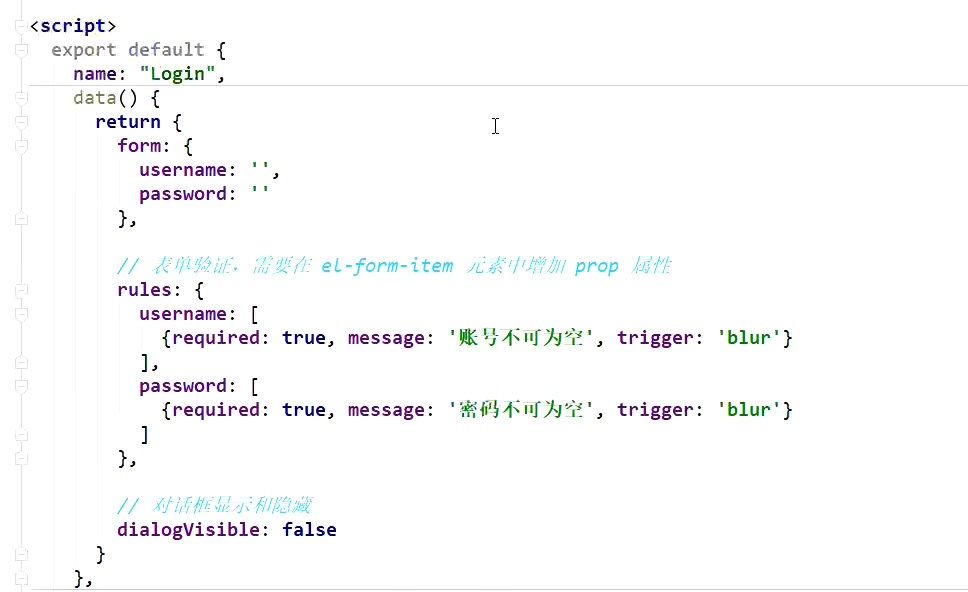 <script>
export default {
name: "Login",
data() {
return {
form: {
username: '',
password: ''
},
// 表单验证，需要在 el-form-item 元素中增加 prop 属性
rules: {
username: [
{required: true, message: '账号不可为空', trigger: 'blur'}
],
password: [
{required: true, message: '密码不可为空', trigger: 'blur'}
]
},
// 对话框显示和隐藏
dialogVisible: false
}
},